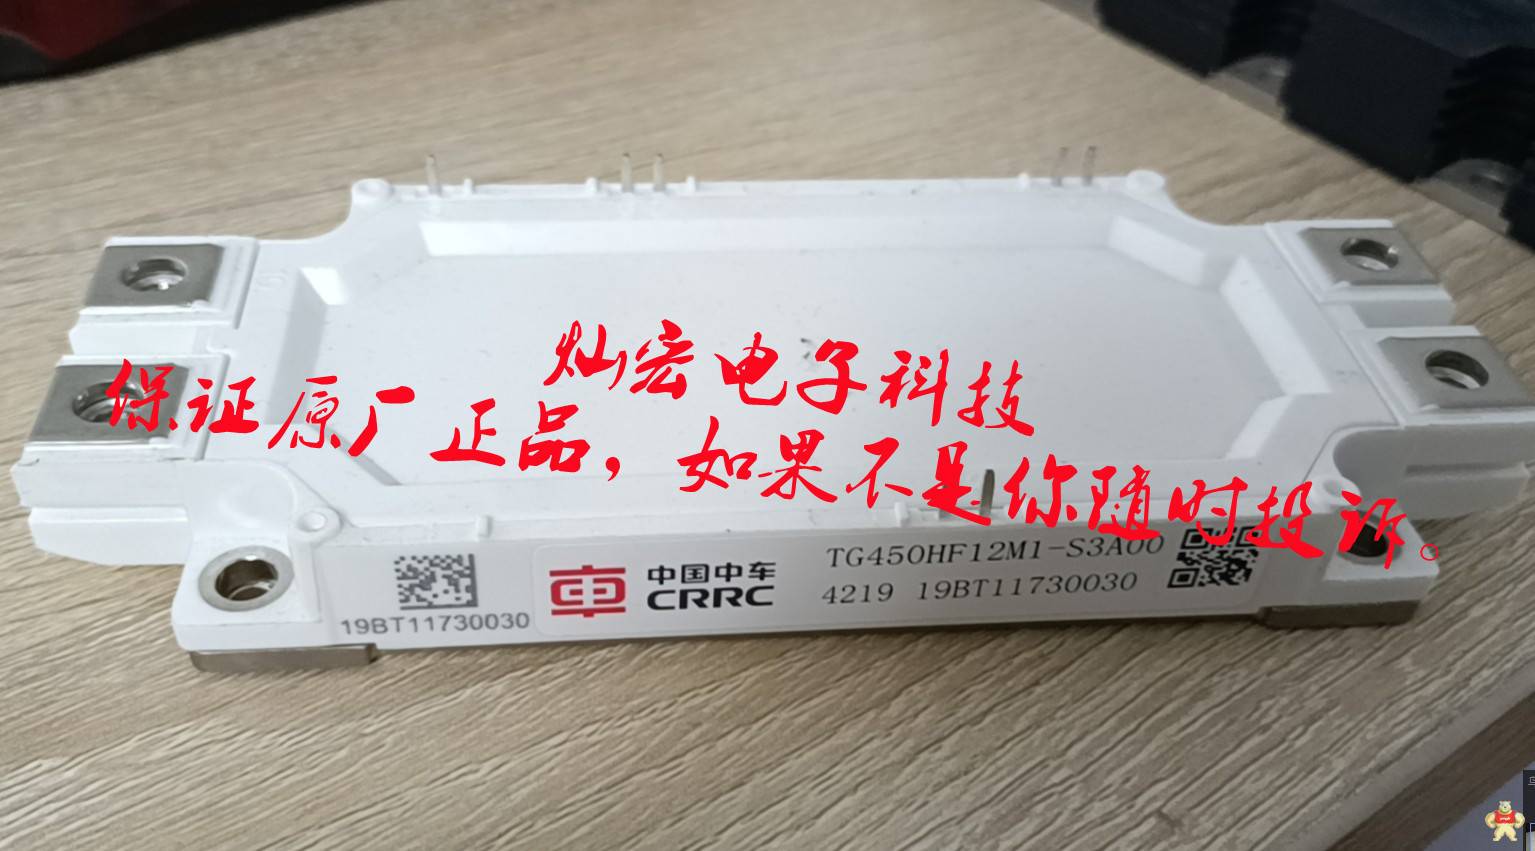 灿宏电子科技
保证原厂正品，如果不是你随时投诉。
19BT11730030
中国中车
CRRC
TG450HF12M1-S3A00
4219 19BT11730030